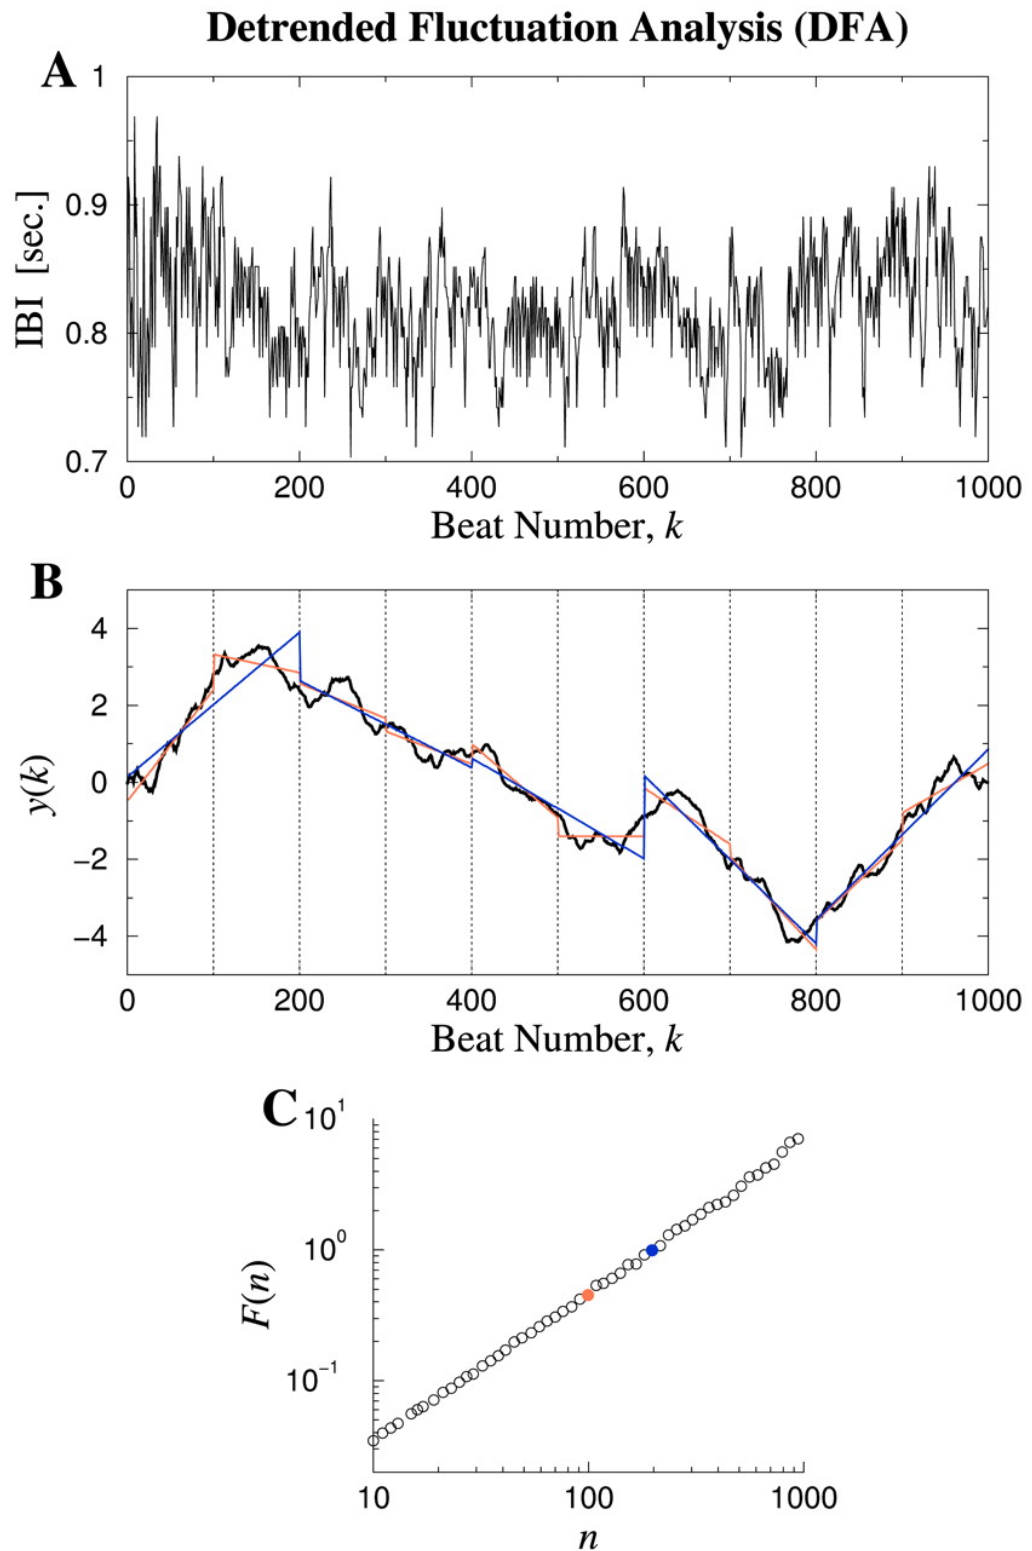 Detrended Fluctuation Analysis (DFA)
A
1
0.9
0.8
0.7
IBI [sec.]
0 200 400 600 800 1000
Beat Number, k
B
4
2
0
−2
−4
y(k)
0 200 400 600 800 1000
Beat Number, k
C
10¹
10⁰
10⁻¹
F(n)
10 100 1000
n